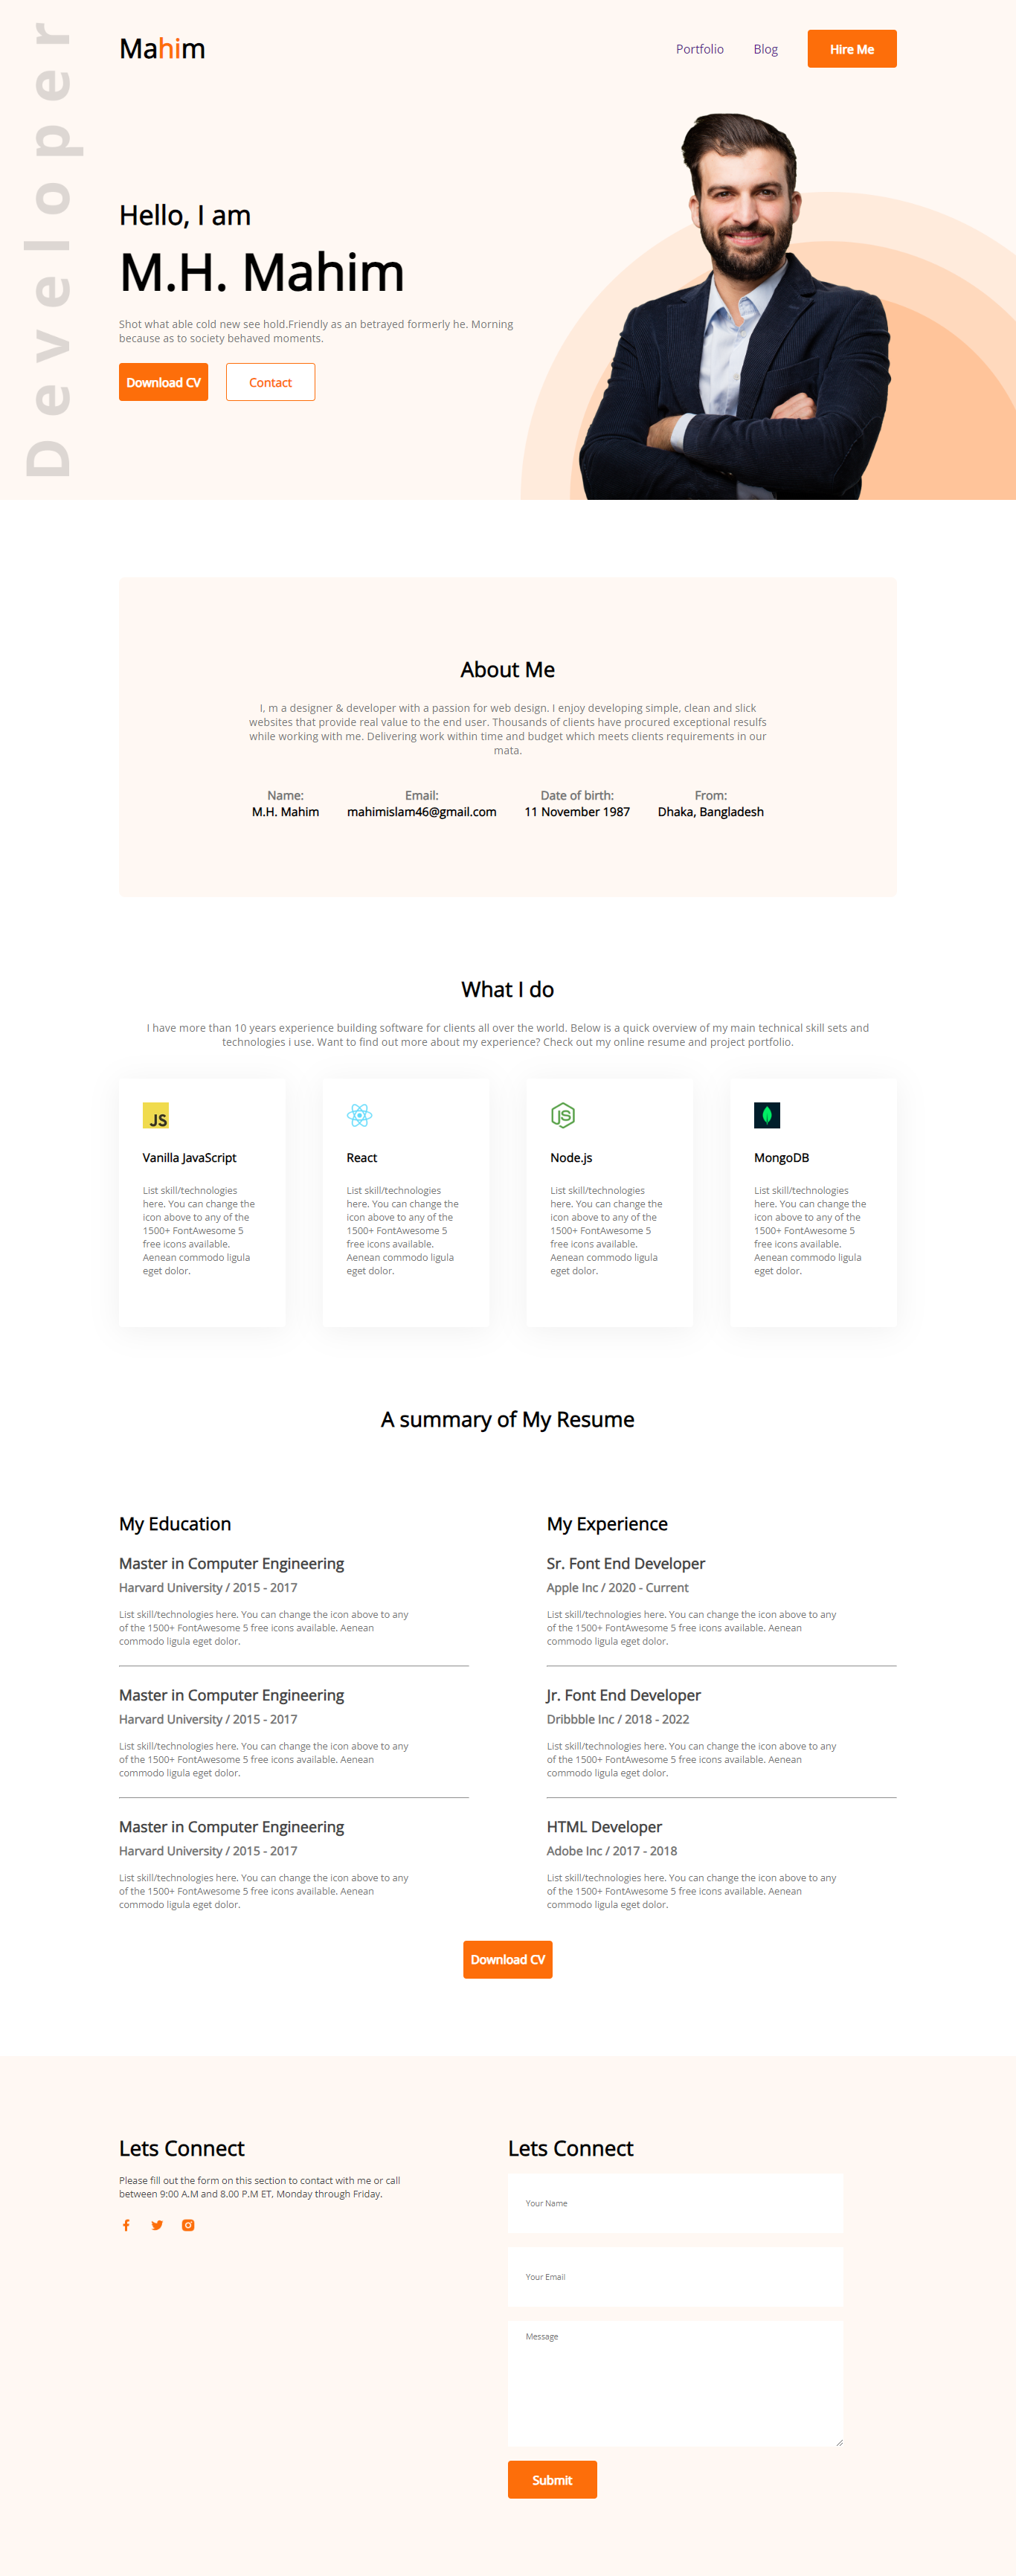 Developer
Mahim
Portfolio
Blog
Hire Me
Hello, I am
M.H. Mahim
Shot what able cold new see hold.Friendly as an betrayed formerly he. Morning
because as to society behaved moments.
Download CV
Contact
About Me
I, m a designer & developer with a passion for web design. I enjoy developing simple, clean and slick
websites that provide real value to the end user. Thousands of clients have procured exceptional resulfs
while working with me. Delivering work within time and budget which meets clients requirements in our
mata.
Name:
M.H. Mahim
Email:
mahimislam46@gmail.com
Date of birth:
11 November 1987
From:
Dhaka, Bangladesh
What I do
I have more than 10 years experience building software for clients all over the world. Below is a quick overview of my main technical skill sets and
technologies i use. Want to find out more about my experience? Check out my online resume and project portfolio.
JS
Vanilla JavaScript
List skill/technologies
here. You can change the
icon above to any of the
1500+ FontAwesome 5
free icons available.
Aenean commodo ligula
eget dolor.
React
List skill/technologies
here. You can change the
icon above to any of the
1500+ FontAwesome 5
free icons available.
Aenean commodo ligula
eget dolor.
JS
Node.js
List skill/technologies
here. You can change the
icon above to any of the
1500+ FontAwesome 5
free icons available.
Aenean commodo ligula
eget dolor.
MongoDB
List skill/technologies
here. You can change the
icon above to any of the
1500+ FontAwesome 5
free icons available.
Aenean commodo ligula
eget dolor.
A summary of My Resume
My Education
Master in Computer Engineering
Harvard University / 2015 - 2017
List skill/technologies here. You can change the icon above to any
of the 1500+ FontAwesome 5 free icons available. Aenean
commodo ligula eget dolor.
Master in Computer Engineering
Harvard University / 2015 - 2017
List skill/technologies here. You can change the icon above to any
of the 1500+ FontAwesome 5 free icons available. Aenean
commodo ligula eget dolor.
Master in Computer Engineering
Harvard University / 2015 - 2017
List skill/technologies here. You can change the icon above to any
of the 1500+ FontAwesome 5 free icons available. Aenean
commodo ligula eget dolor.
My Experience
Sr. Font End Developer
Apple Inc / 2020 - Current
List skill/technologies here. You can change the icon above to any
of the 1500+ FontAwesome 5 free icons available. Aenean
commodo ligula eget dolor.
Jr. Font End Developer
Dribbble Inc / 2018 - 2022
List skill/technologies here. You can change the icon above to any
of the 1500+ FontAwesome 5 free icons available. Aenean
commodo ligula eget dolor.
HTML Developer
Adobe Inc / 2017 - 2018
List skill/technologies here. You can change the icon above to any
of the 1500+ FontAwesome 5 free icons available. Aenean
commodo ligula eget dolor.
Download CV
Lets Connect
Please fill out the form on this section to contact with me or call
between 9:00 A.M and 8.00 P.M ET, Monday through Friday.
Lets Connect
Your Name
Your Email
Message
Submit